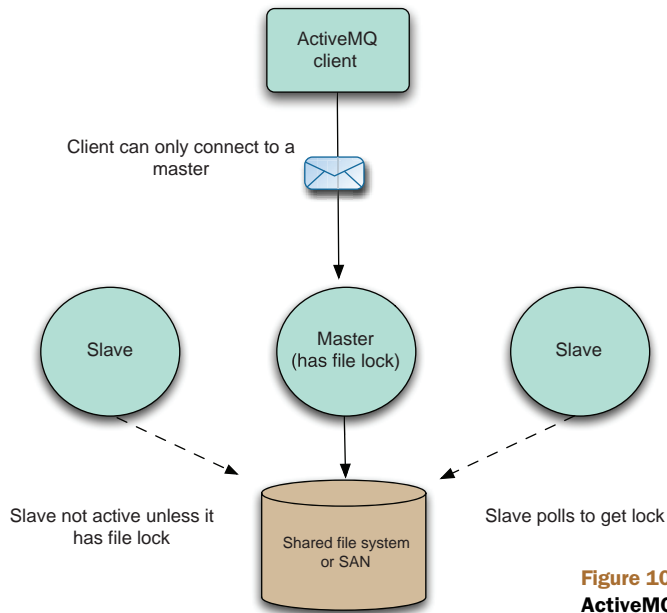 ActiveMQ
client
Client can only connect to a
master
Slave
Master
(has file lock)
Slave
Slave not active unless it
has file lock
Shared file system
or SAN
Slave polls to get lock
Figure 10
ActiveMQ